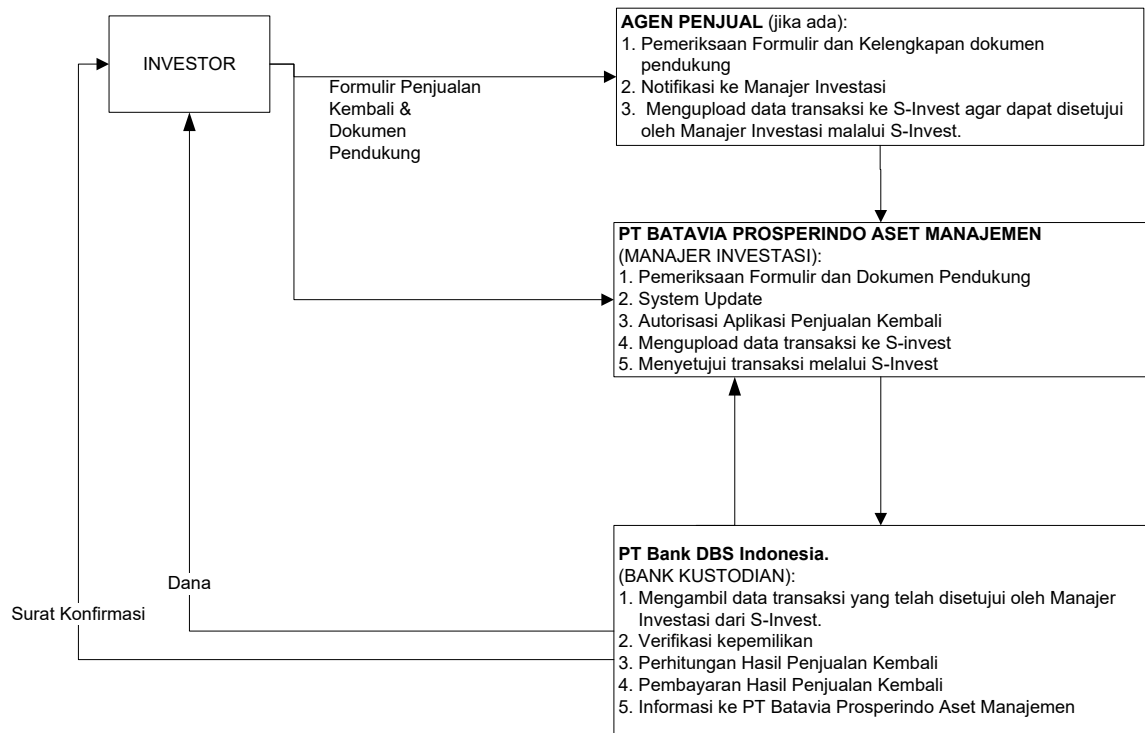 INVESTOR
Formulir Penjualan
Kembali &
Dokumen
Pendukung
AGEN PENJUAL (jika ada):
1. Pemeriksaan Formulir dan Kelengkapan dokumen
pendukung
2. Notifikasi ke Manajer Investasi
3. Mengupload data transaksi ke S-Invest agar dapat disetujui
oleh Manajer Investasi malalui S-Invest.
PT BATAVIA PROSPERINDO ASET MANAJEMEN
(MANAJER INVESTASI):
1. Pemeriksaan Formulir dan Dokumen Pendukung
2. System Update
3. Autorisasi Aplikasi Penjualan Kembali
4. Mengupload data transaksi ke S-invest
5. Menyetujui transaksi melalui S-Invest
PT Bank DBS Indonesia.
(BANK KUSTODIAN):
1. Mengambil data transaksi yang telah disetujui oleh Manajer
Investasi dari S-Invest.
2. Verifikasi kepemilikan
3. Perhitungan Hasil Penjualan Kembali
4. Pembayaran Hasil Penjualan Kembali
5. Informasi ke PT Batavia Prosperindo Aset Manajemen
Dana
Surat Konfirmasi